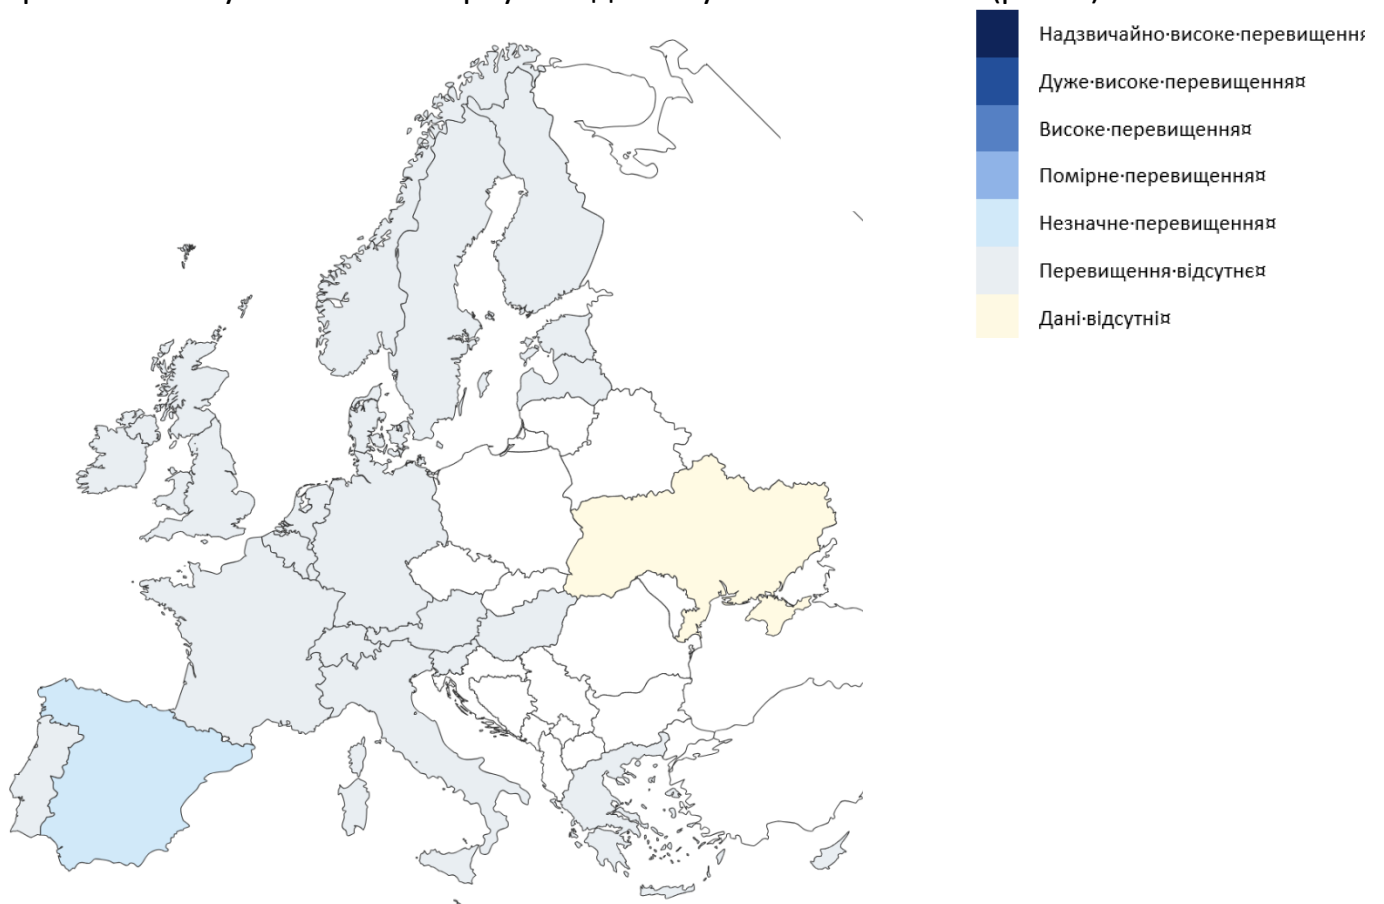 Надзвичайно·високе·перевищення
Дуже·високе·перевищення¤
Високе·перевищення¤
Помірне·перевищення¤
Незначне·перевищення¤
Перевищення·відсутнє¤
Дані·відсутні¤